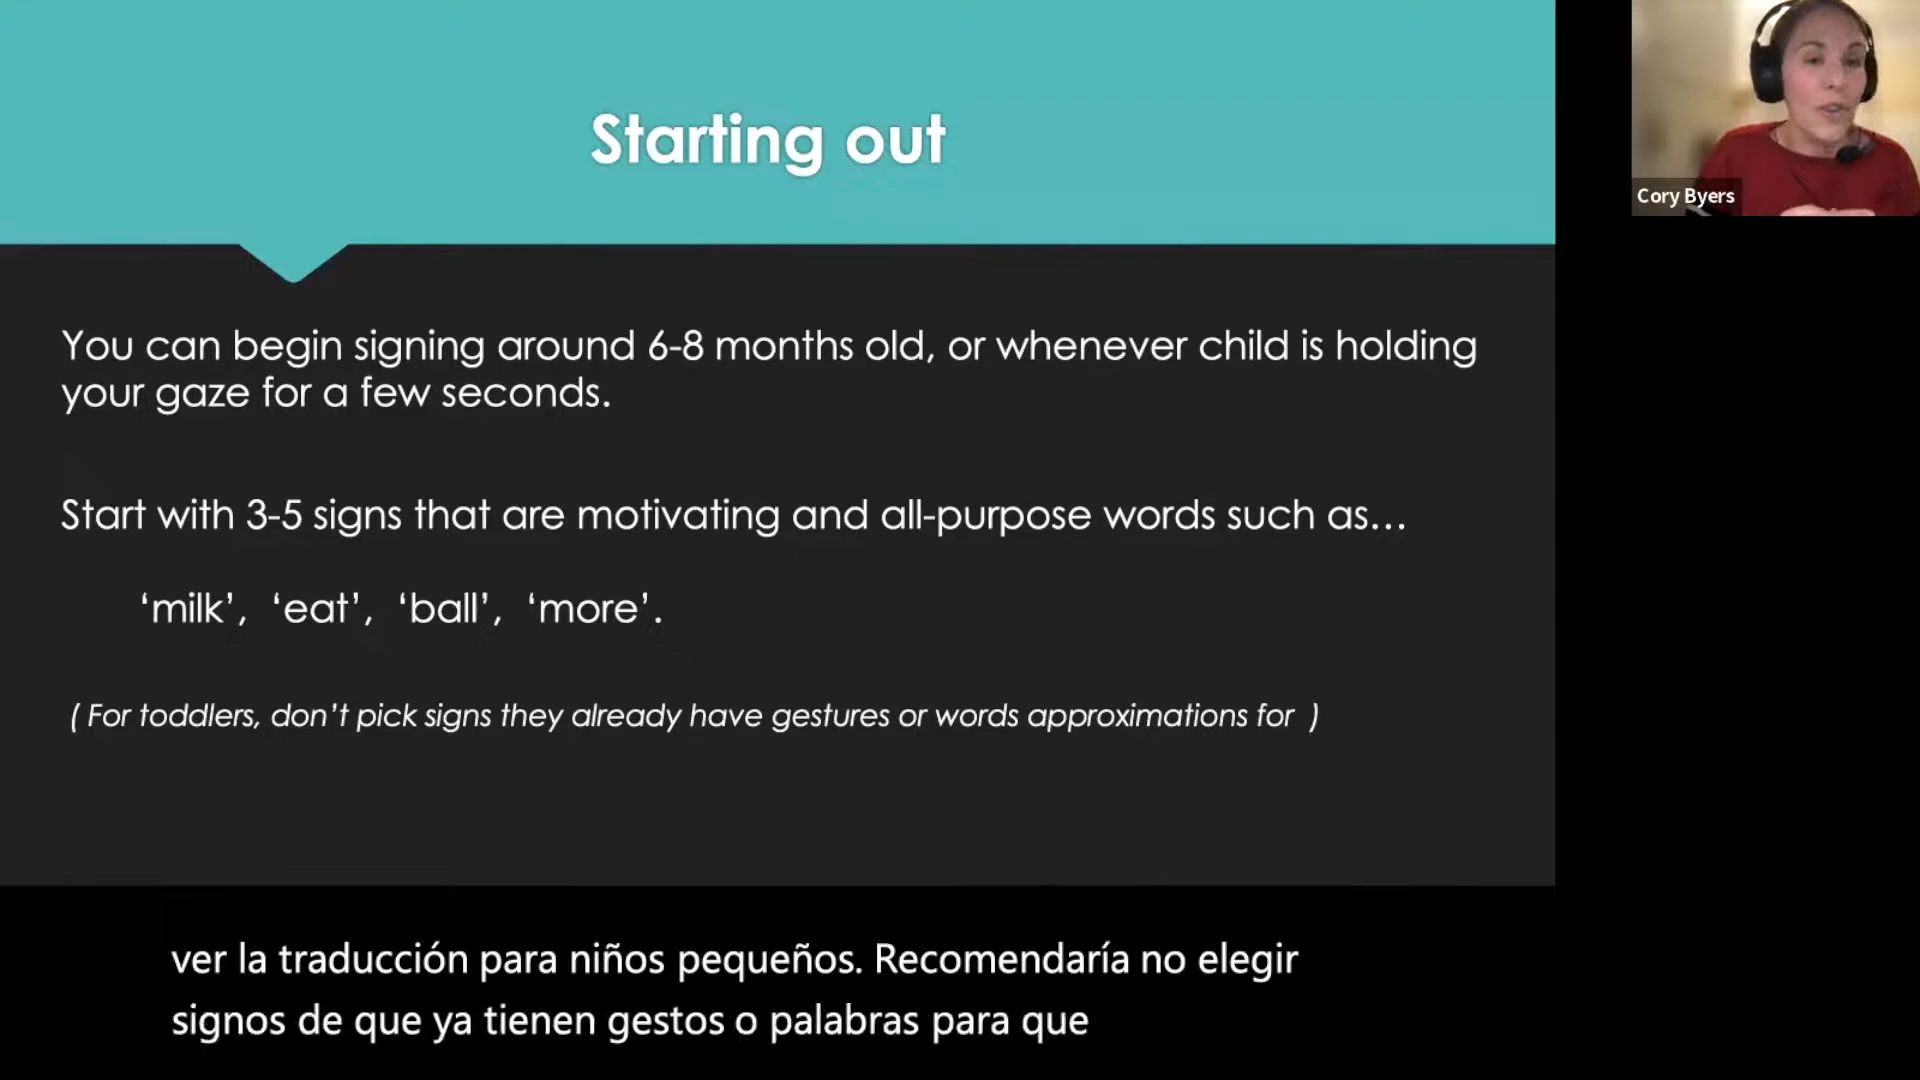 Starting out
Cory Byers
You can begin signing around 6-8 months old, or whenever child is holding
your gaze for a few seconds.
Start with 3-5 signs that are motivating and all-purpose words such as...
‘milk’, ‘eat’, ‘ball’, ‘more’.
( For toddlers, don’t pick signs they already have gestures or words approximations for )
ver la traducción para niños pequeños. Recomendaría no elegir
signos de que ya tienen gestos o palabras para que